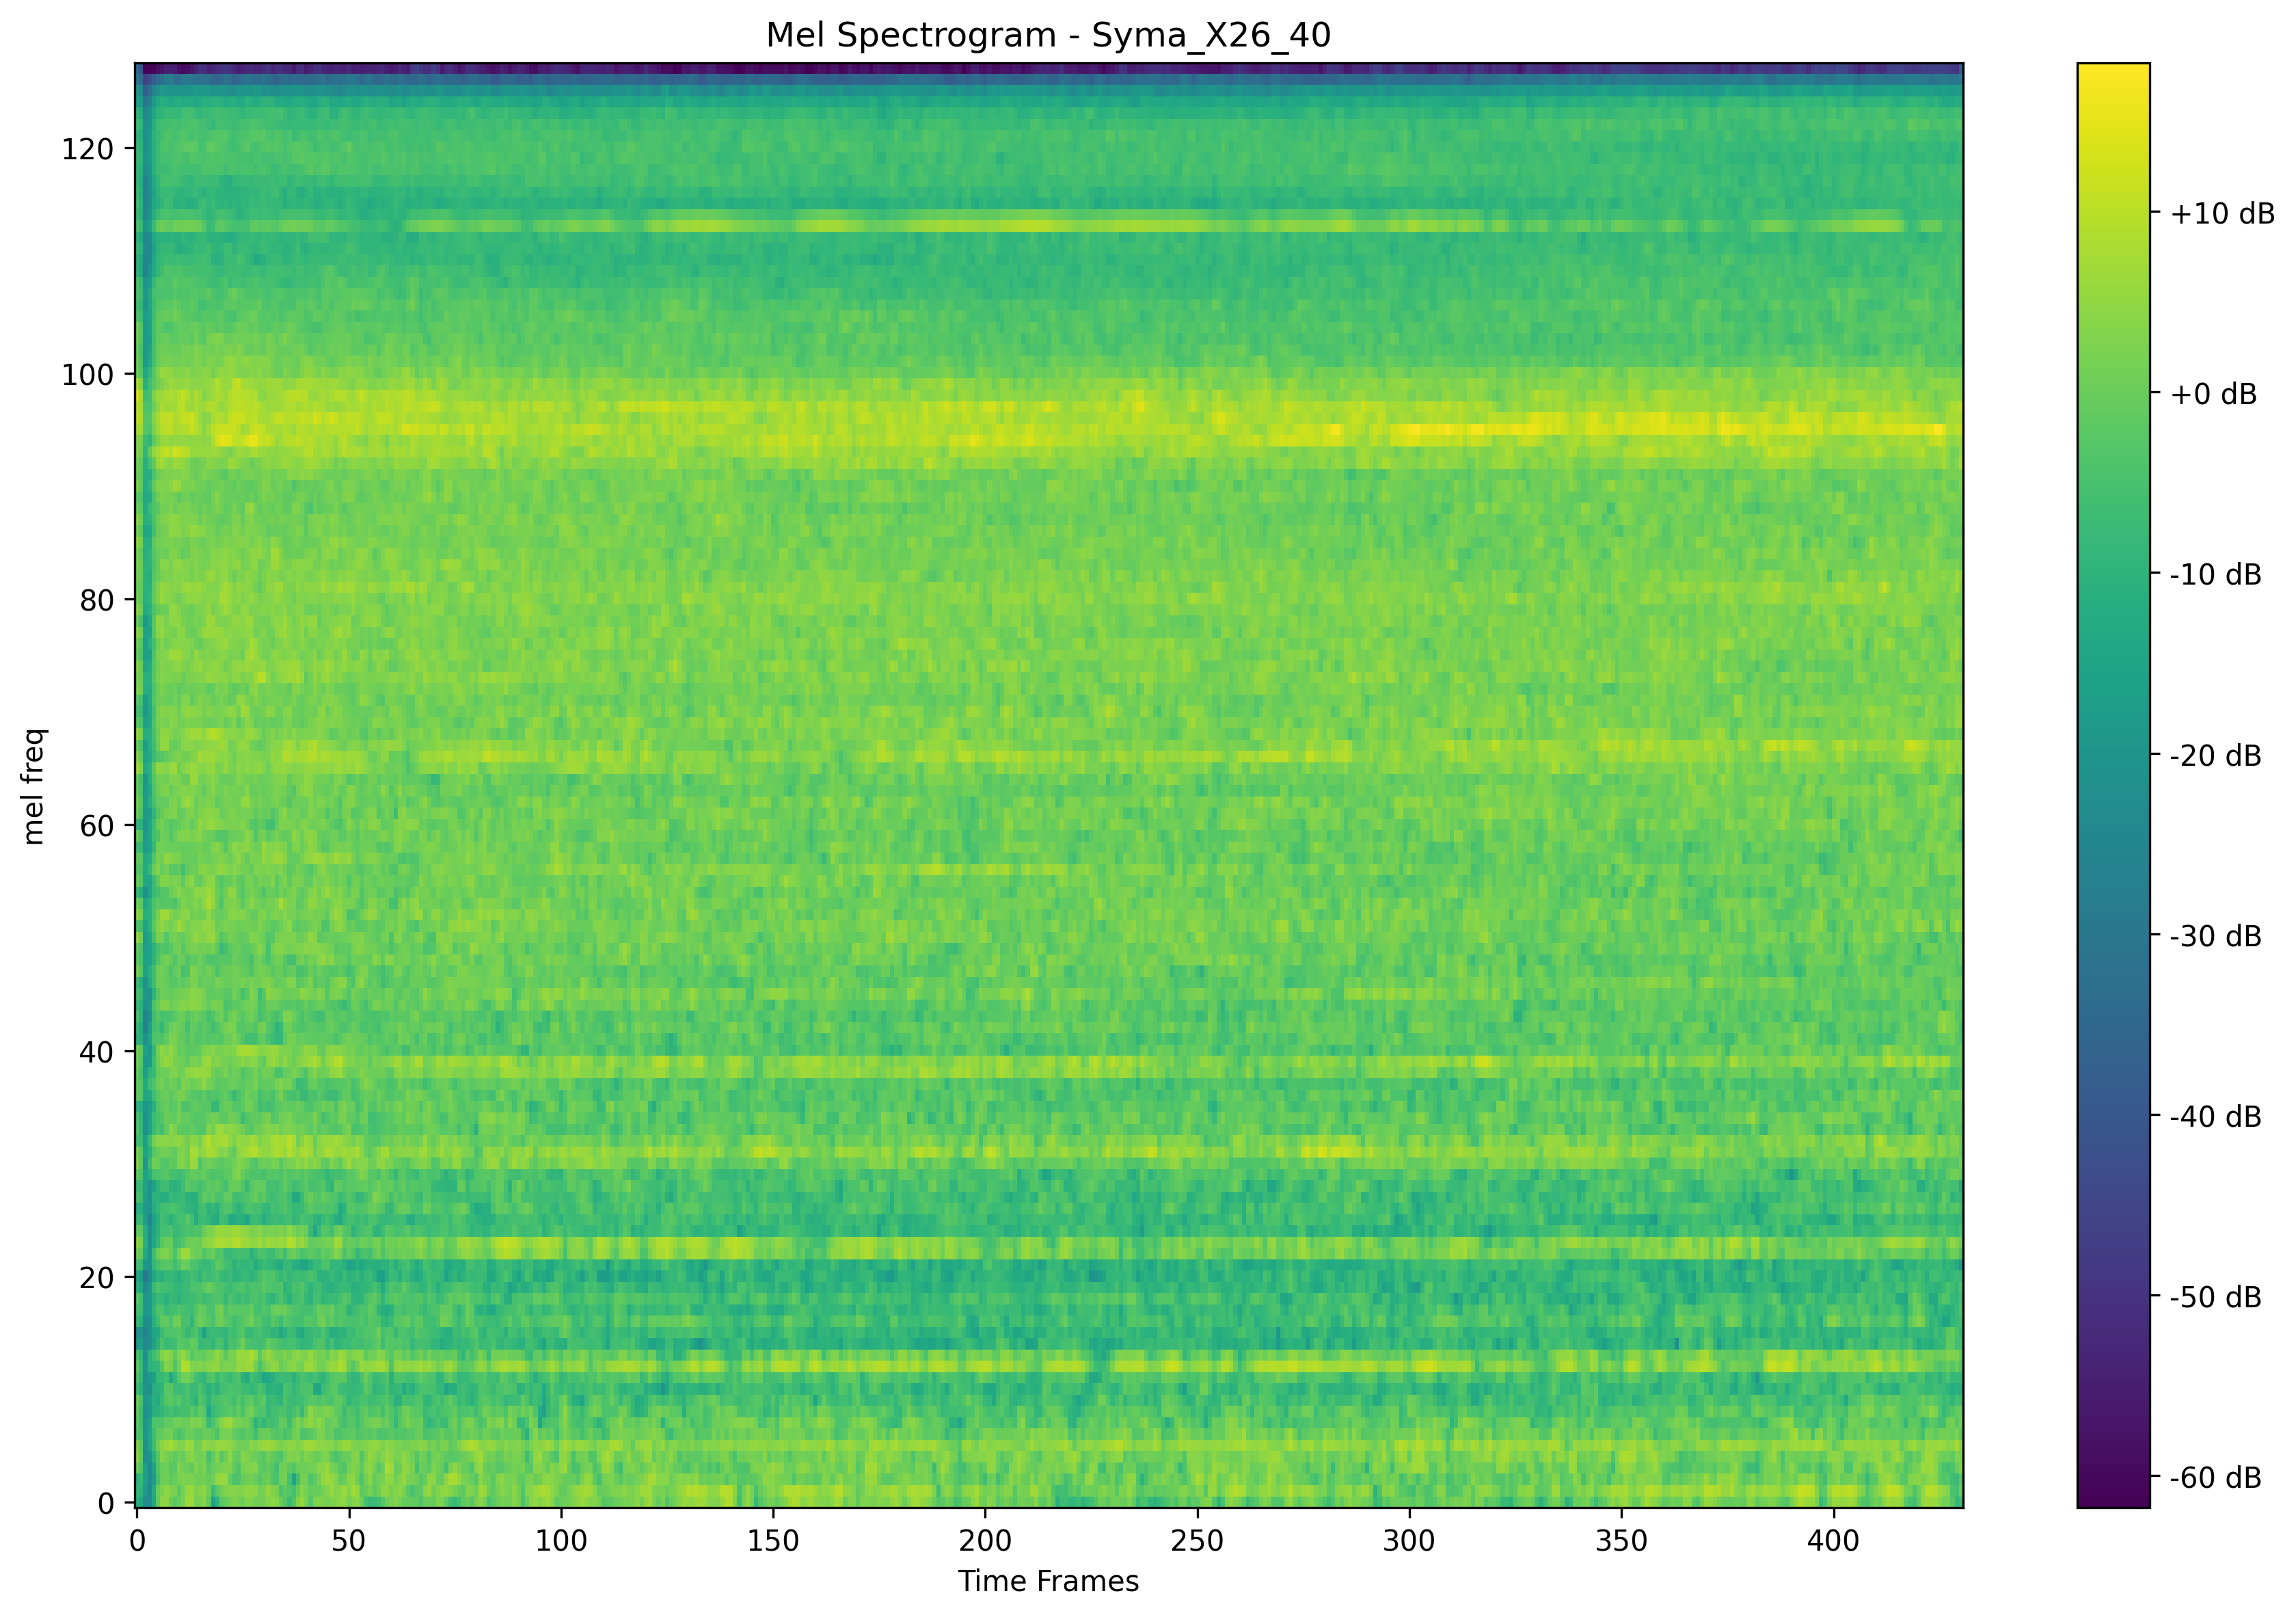 Mel Spectrogram - Syma_X26_40
mel freq
120
100
80
60
40
20
0
0 50 100 150 200 250 300 350 400
Time Frames
+10 dB
+0 dB
-10 dB
-20 dB
-30 dB
-40 dB
-50 dB
-60 dB